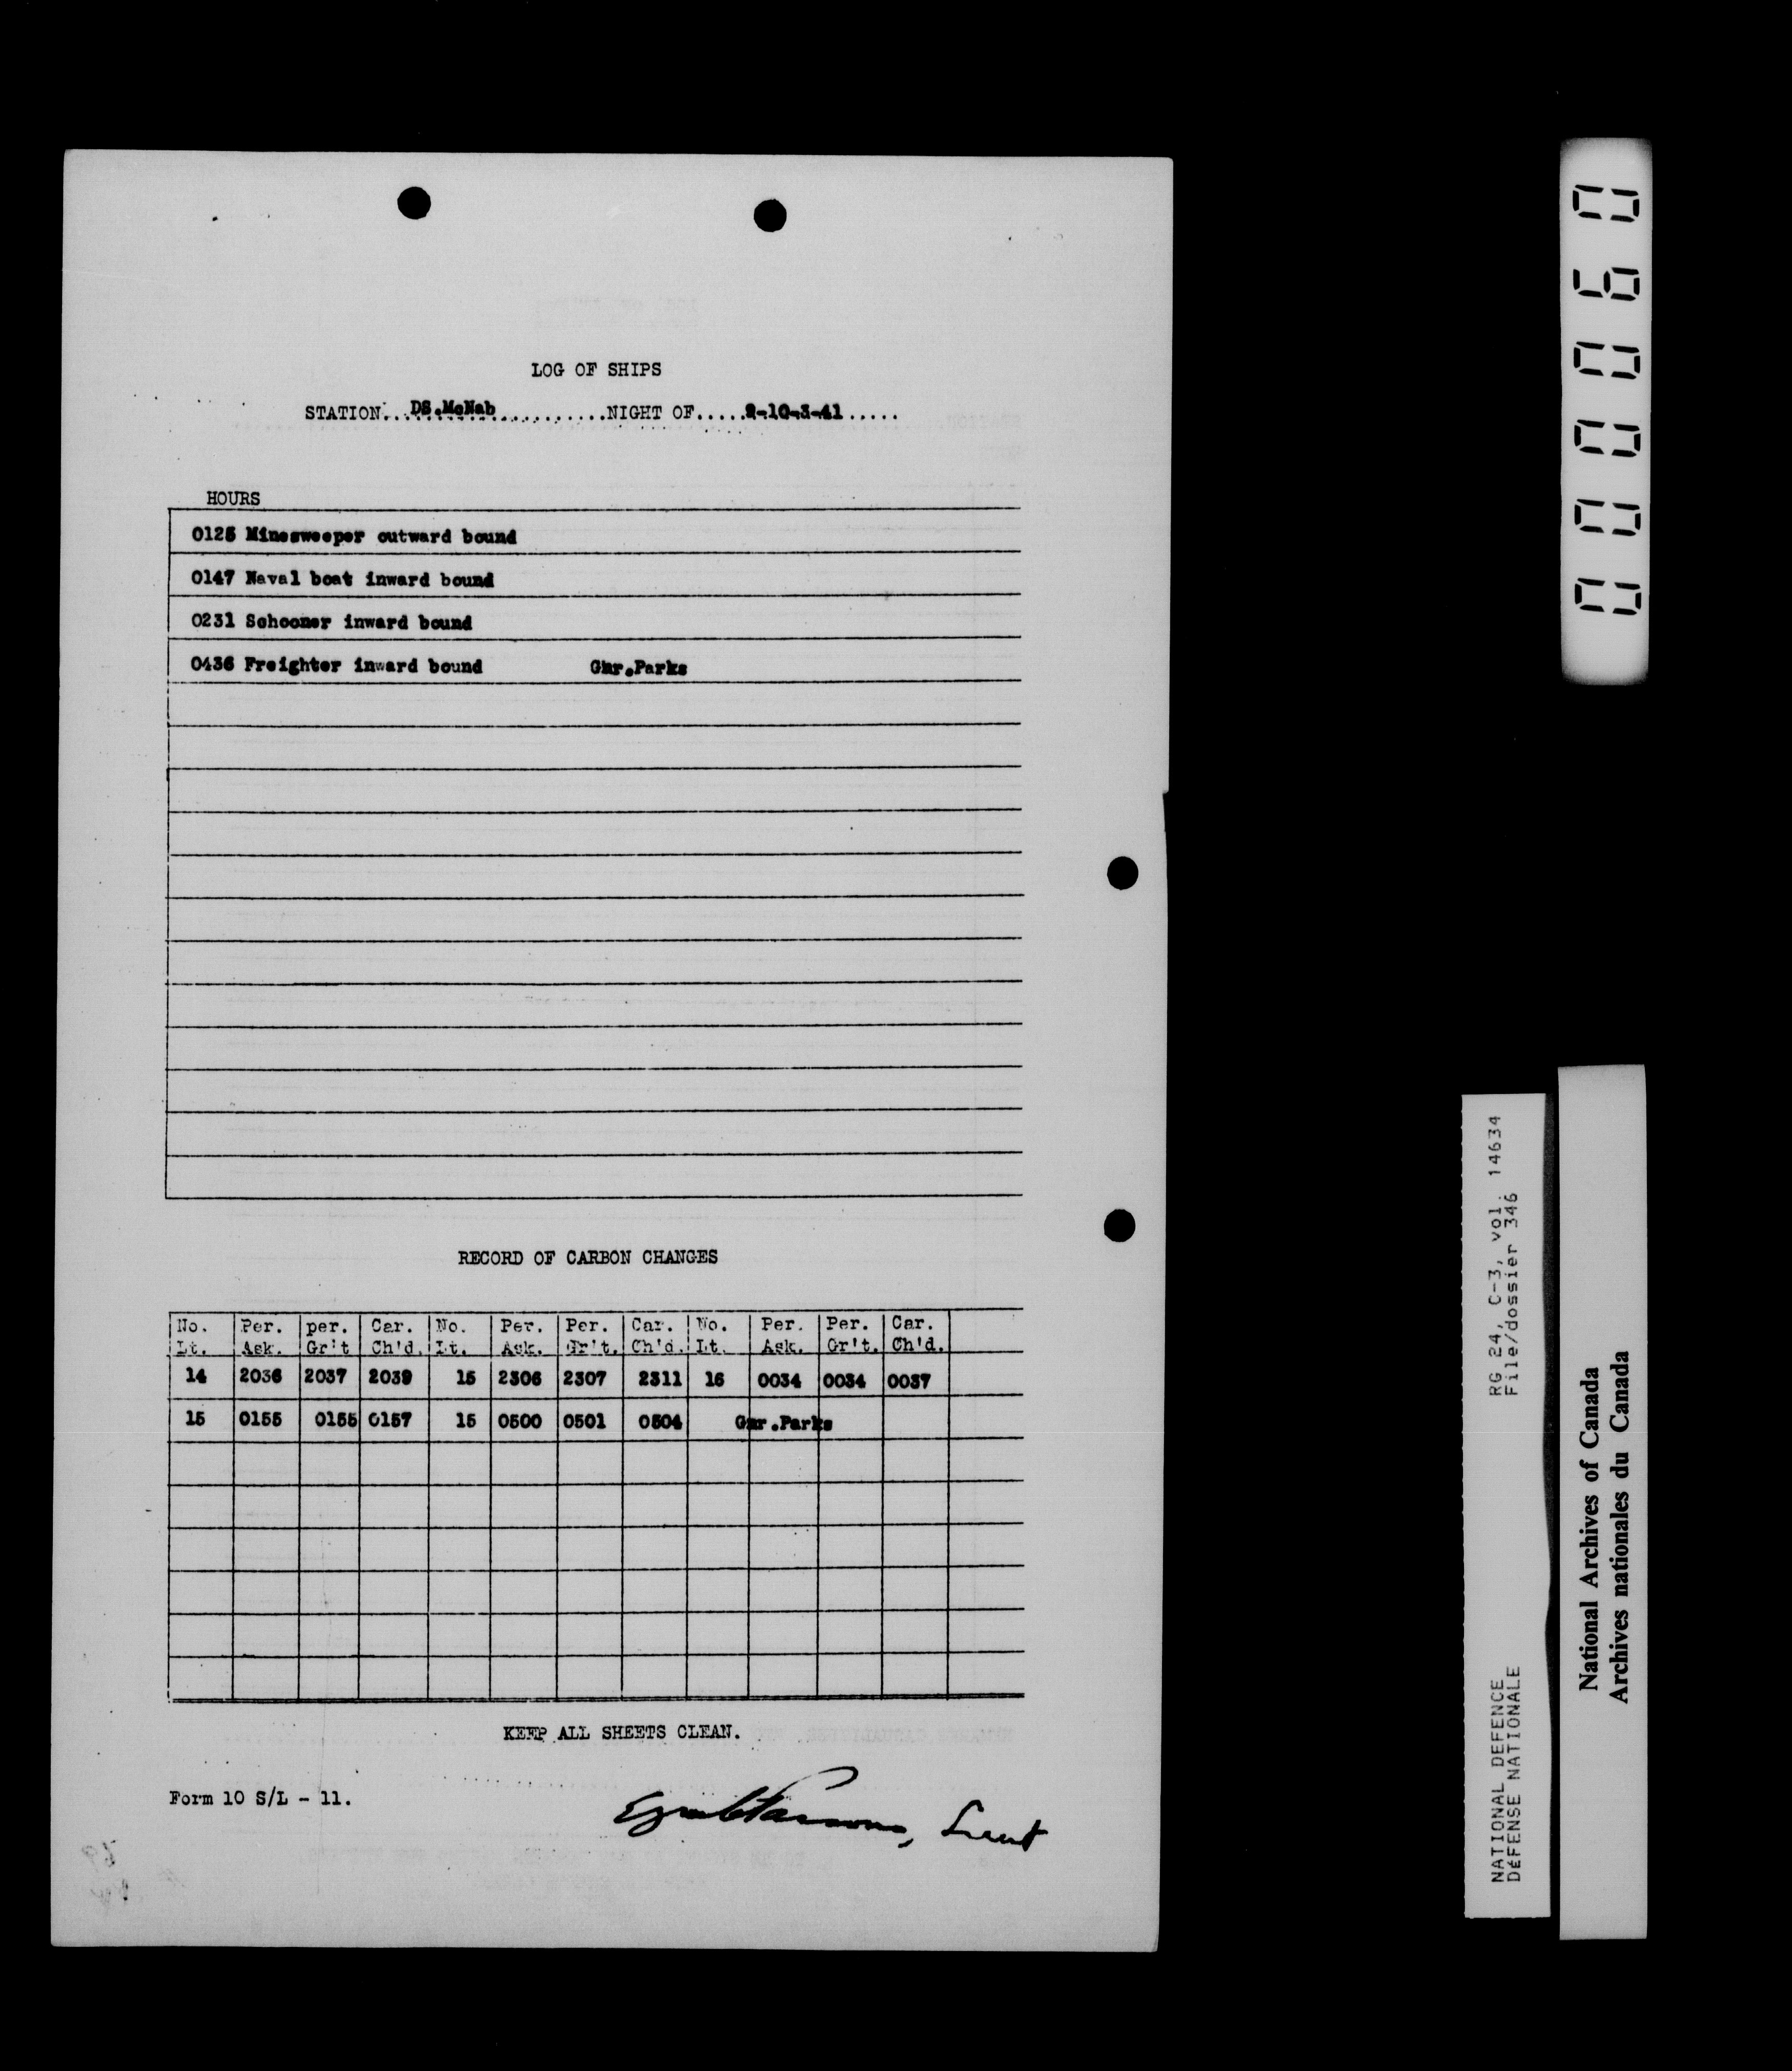 LOG OF SHIPS
STATION...DS.McNab...........NIGHT OF.....9-10-3-41.....
HOURS
0125 Minesweeper outward bound
0147 Naval boat inward bound
0231 Schooner inward bound
0436 Freighter inward bound Gnr.Parks
RECORD OF CARBON CHANGES
No. Per. per. Car. No. Per. Per. Car. No. Per. Per. Car.
Lt. Ask. Gr't Ch'd. Lt. Ask. Gr't. Ch'd. Lt. Ask. Gr't. Ch'd.
14 2036 2037 2039 15 2306 2307 2311 16 0034 0034 0037
15 0155 0155 0157 15 0500 0501 0504 Gnr.Parks
KEEP ALL SHEETS CLEAN.
Form 10 S/L - 11.
Lieut
000060
RG 24, C-3, vol. 14634
File/dossier 346
NATIONAL DEFENCE
DÉFENSE NATIONALE
National Archives of Canada
Archives nationales du Canada